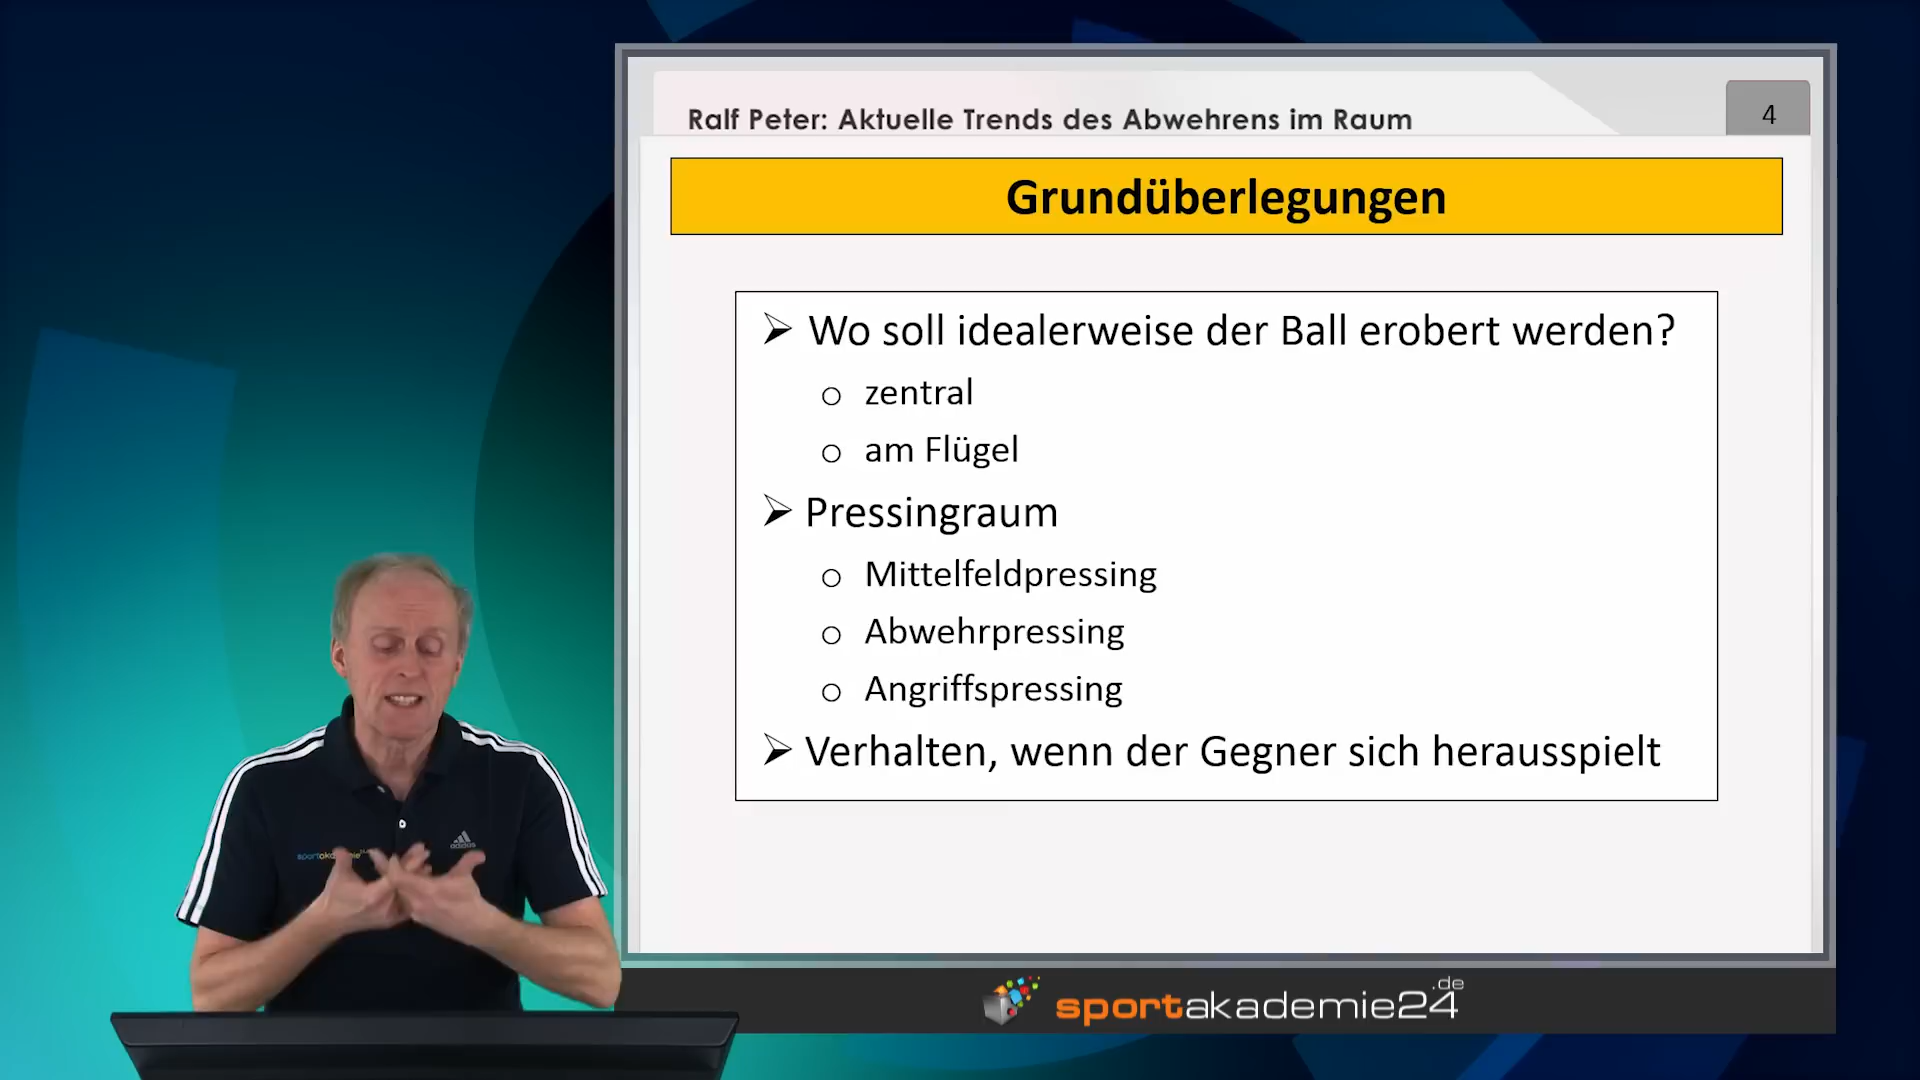 Ralf Peter: Aktuelle Trends des Abwehrens im Raum
4
Grundüberlegungen
Wo soll idealerweise der Ball erobert werden?
zentral
am Flügel
Pressingraum
Mittelfeldpressing
Abwehrpressing
Angriffspressing
Verhalten, wenn der Gegner sich herausspielt
adidas
sportakademie24.de